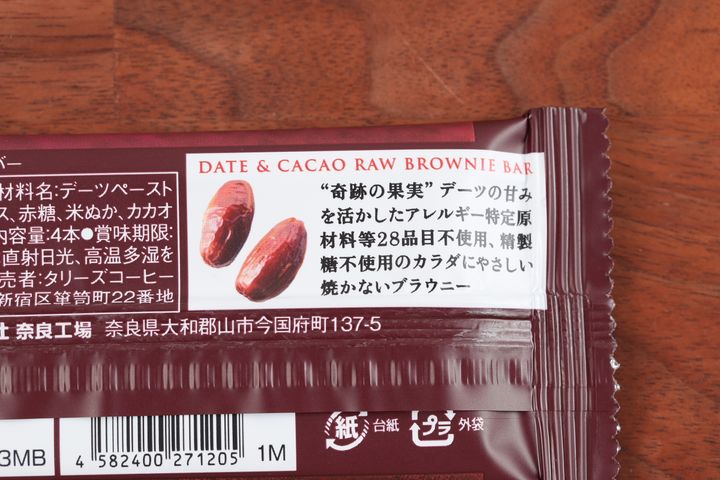 バー
DATE & CACAO RAW BROWNIE BAR
材料名:デーツペースト
ス、赤糖、米ぬか、カカオ
内容量:4本●賞味期限:
直射日光、高温多湿を
売者:タリーズコーヒー
新宿区箪笥町22番地
“奇跡の果実”デーツの甘み
を活かしたアレルギー特定原
材料等28品目不使用、精製
糖不使用のカラダにやさしい
焼かないブラウニー
社 奈良工場 奈良県大和郡山市今国府町137-5
3MB
4 582400 271205
1M
紙 台紙
プラ 外袋